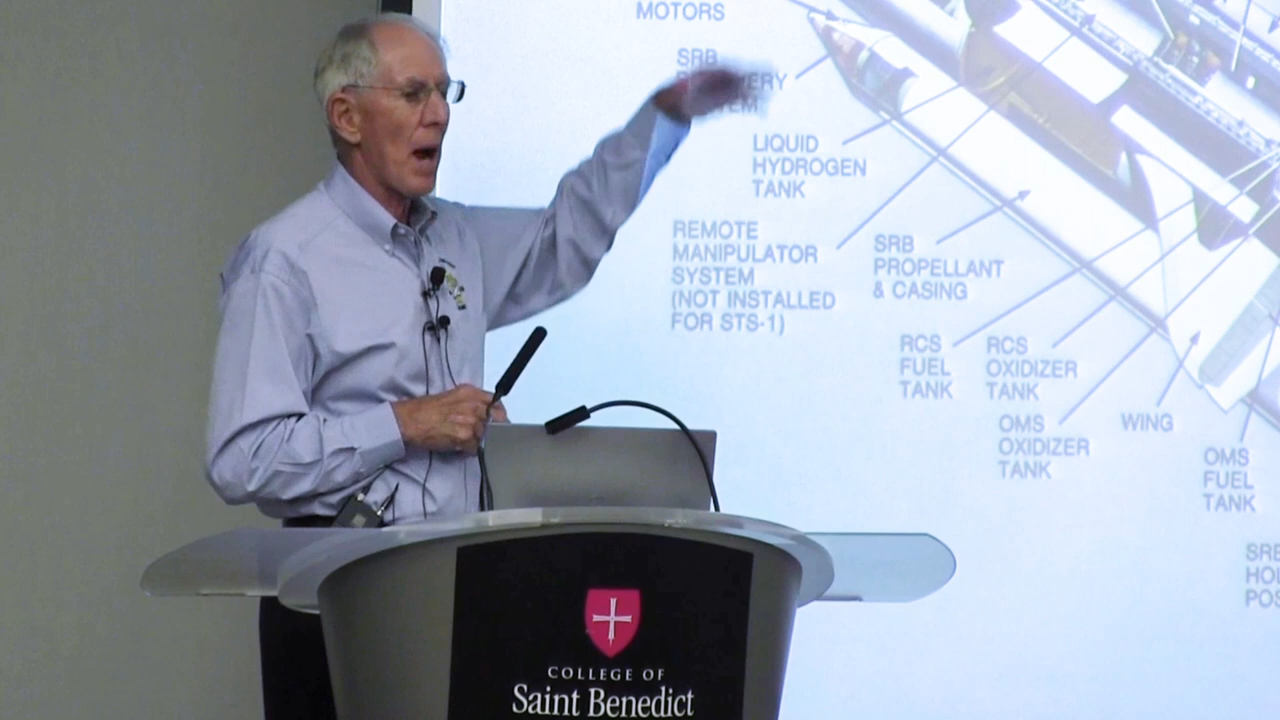 MOTORS
SRB
LIQUID
HYDROGEN
TANK
REMOTE
MANIPULATOR
SYSTEM
(NOT INSTALLED
FOR STS-1)
SRB
PROPELLANT
& CASING
RCS
FUEL
TANK
RCS
OXIDIZER
TANK
OMS
OXIDIZER
TANK
WING
OMS
FUEL
TANK
COLLEGE OF
Saint Benedict